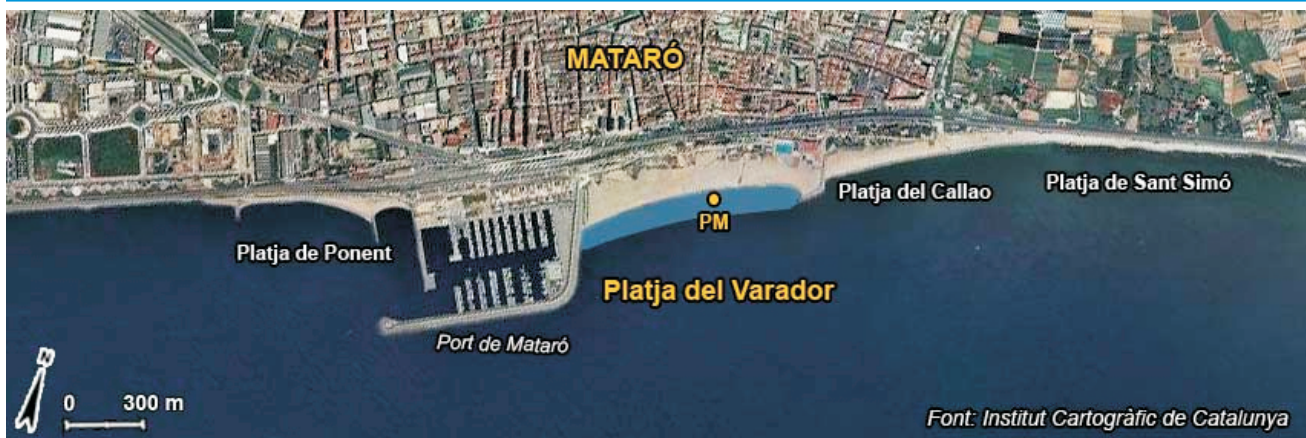 MATARÓ
Platja del Callao
Platja de Sant Simó
PM
Platja de Ponent
Platja del Varador
Port de Mataró
N
0 300 m
Font: Institut Cartogràfic de Catalunya